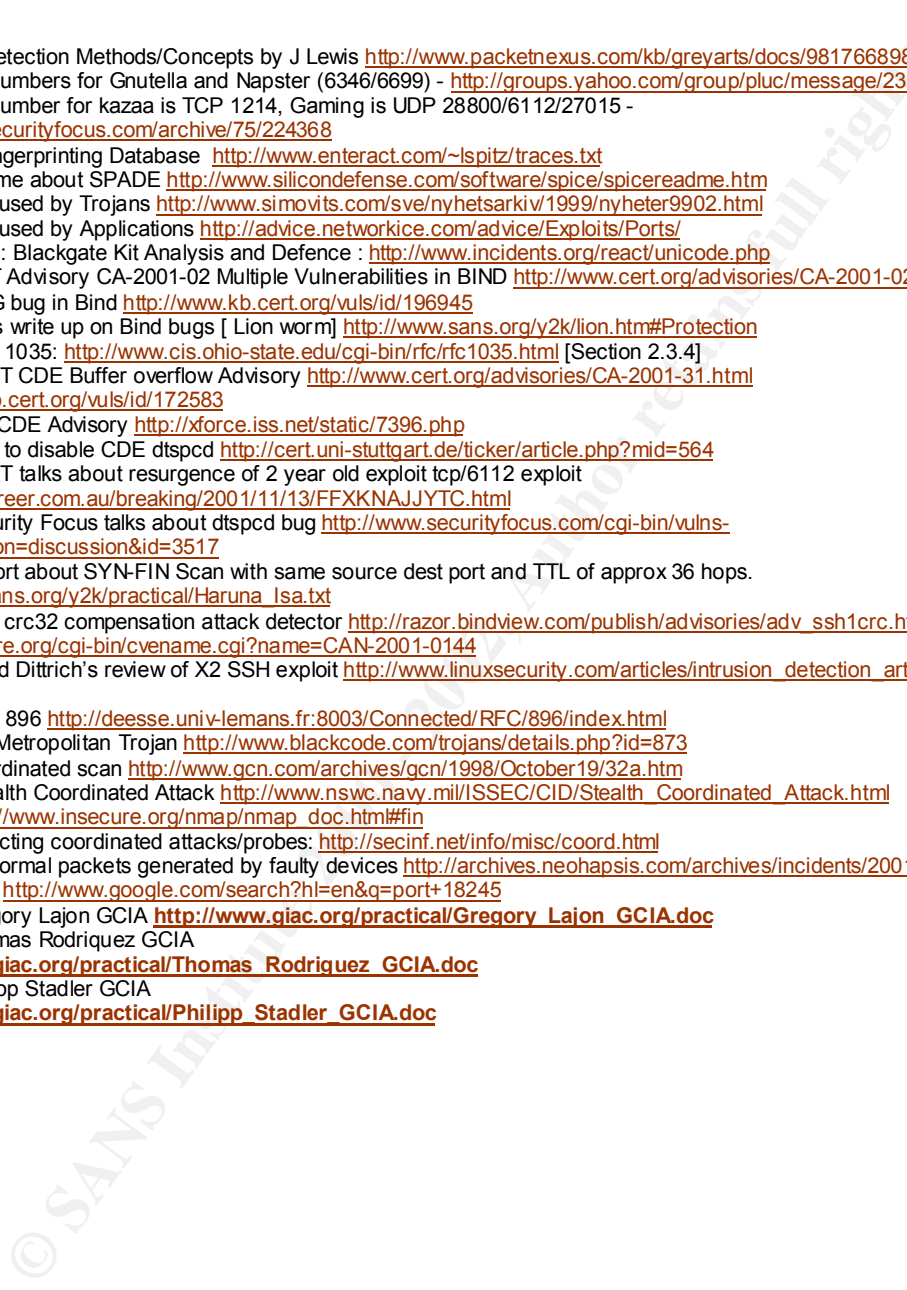 etection Methods/Concepts by J Lewis http://www.packetnexus.com/kb/greyarts/docs/981766898
umbers for Gnutella and Napster (6346/6699) - http://groups.yahoo.com/group/pluc/message/23
umber for kazaa is TCP 1214, Gaming is UDP 28800/6112/27015 -
ecurityfocus.com/archive/75/224368
ngerprinting Database http://www.enteract.com/~lspitz/traces.txt
me about SPADE http://www.silicondefense.com/software/spice/spicereadme.htm
used by Trojans http://www.simovits.com/sve/nyhetsarkiv/1999/nyheter9902.html
used by Applications http://advice.networkice.com/advice/Exploits/Ports/
: Blackgate Kit Analysis and Defence : http://www.incidents.org/react/unicode.php
T Advisory CA-2001-02 Multiple Vulnerabilities in BIND http://www.cert.org/advisories/CA-2001-02
G bug in Bind http://www.kb.cert.org/vuls/id/196945
s write up on Bind bugs [ Lion worm] http://www.sans.org/y2k/lion.htm#Protection
1035: http://www.cis.ohio-state.edu/cgi-bin/rfc/rfc1035.html [Section 2.3.4]
T CDE Buffer overflow Advisory http://www.cert.org/advisories/CA-2001-31.html
.cert.org/vuls/id/172583
CDE Advisory http://xforce.iss.net/static/7396.php
to disable CDE dtspcd http://cert.uni-stuttgart.de/ticker/article.php?mid=564
T talks about resurgence of 2 year old exploit tcp/6112 exploit
reer.com.au/breaking/2001/11/13/FFXKNAJJYTC.html
urity Focus talks about dtspcd bug http://www.securityfocus.com/cgi-bin/vulns-
on=discussion&id=3517
ort about SYN-FIN Scan with same source dest port and TTL of approx 36 hops.
ns.org/y2k/practical/Haruna_Isa.txt
crc32 compensation attack detector http://razor.bindview.com/publish/advisories/adv_ssh1crc.h
re.org/cgi-bin/cvename.cgi?name=CAN-2001-0144
d Dittrich's review of X2 SSH exploit http://www.linuxsecurity.com/articles/intrusion_detection_art
896 http://deesse.univ-lemans.fr:8003/Connected/RFC/896/index.html
Metropolitan Trojan http://www.blackcode.com/trojans/details.php?id=873
rdinated scan http://www.gcn.com/archives/gcn/1998/October19/32a.htm
alth Coordinated Attack http://www.nswc.navy.mil/ISSEC/CID/Stealth_Coordinated_Attack.html
//www.insecure.org/nmap/nmap_doc.html#fin
cting coordinated attacks/probes: http://secinf.net/info/misc/coord.html
ormal packets generated by faulty devices http://archives.neohapsis.com/archives/incidents/2001
http://www.google.com/search?hl=en&q=port+18245
gory Lajon GCIA http://www.giac.org/practical/Gregory_Lajon_GCIA.doc
mas Rodriquez GCIA
giac.org/practical/Thomas_Rodriguez_GCIA.doc
pp Stadler GCIA
giac.org/practical/Philipp_Stadler_GCIA.doc
© SANS Institute 2000 - 2002, Author retains full righ